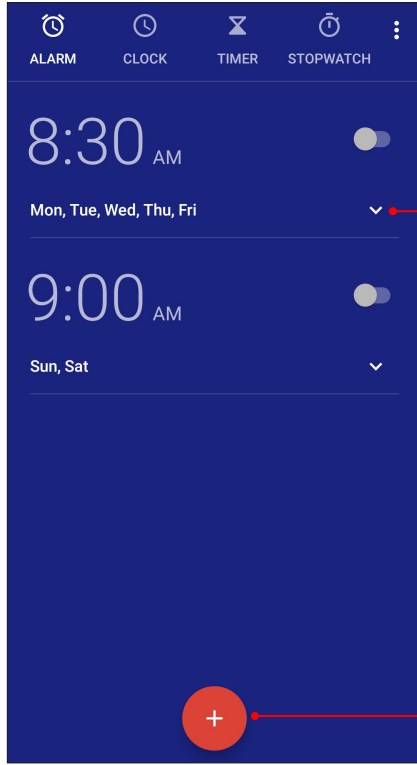 ALARM CLOCK TIMER STOPWATCH
8:30 AM
Mon, Tue, Wed, Thu, Fri
9:00 AM
Sun, Sat